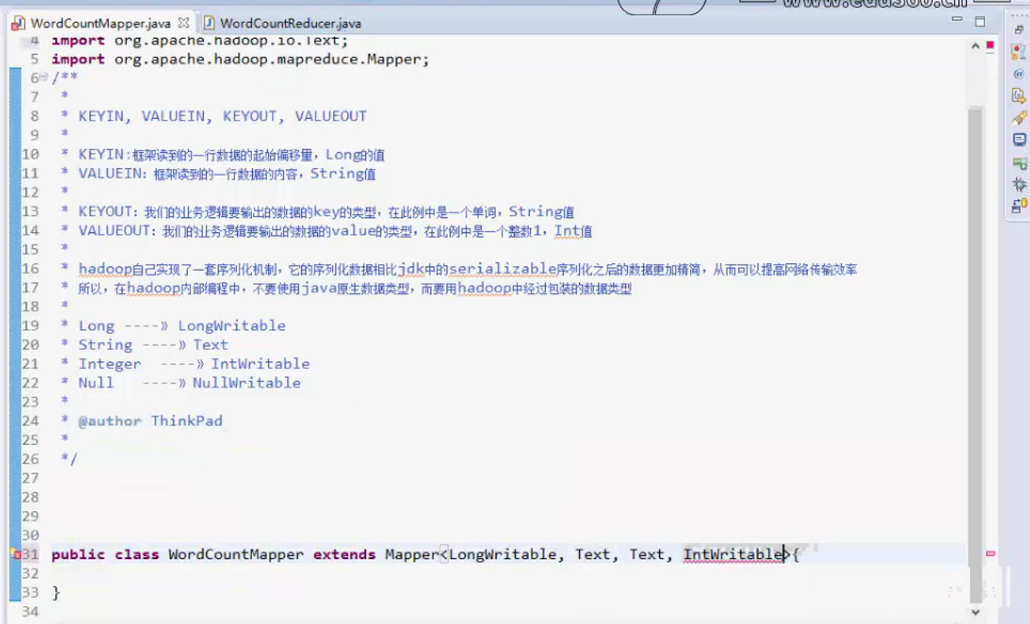 WordCountMapper.java WordCountReducer.java
4 import org.apache.hadoop.io.Text;
5 import org.apache.hadoop.mapreduce.Mapper;
6 /**
7 *
8 * KEYIN, VALUEIN, KEYOUT, VALUEOUT
9 *
10 * KEYIN:框架读到的一行数据的起始偏移量，Long的值
11 * VALUEIN: 框架读到的一行数据的内容，String值
12 *
13 * KEYOUT: 我们的业务逻辑要输出的数据的key的类型，在此例中是一个单词，String值
14 * VALUEOUT: 我们的业务逻辑要输出的数据的value的类型，在此例中是一个整数1，Int值
15 *
16 * hadoop自己实现了一套序列化机制，它的序列化数据相比jdk中的serializable序列化之后的数据更加精简，从而可以提高网络传输效率
17 * 所以，在hadoop内部编程中，不要使用java原生数据类型，而要用hadoop中经过包装的数据类型
18 *
19 * Long ----》 LongWritable
20 * String ----》 Text
21 * Integer ----》 IntWritable
22 * Null ----》 NullWritable
23 *
24 * @author ThinkPad
25 *
26 */
27
28
29
30
31 public class WordCountMapper extends Mapper<LongWritable, Text, Text, IntWritable>{
32
33 }
34